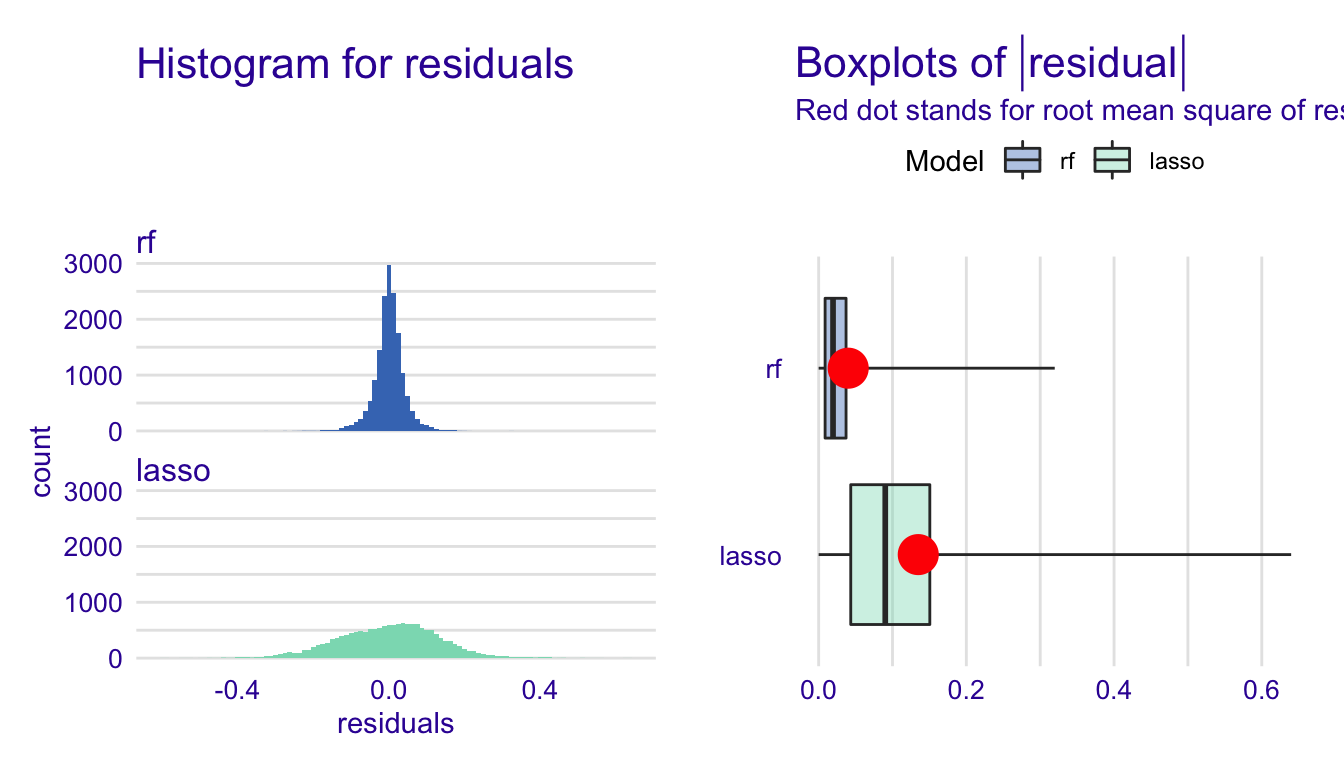 Histogram for residuals
rf
3000
2000
1000
0
lasso
3000
2000
1000
0
count
-0.4 0.0 0.4
residuals
Boxplots of |residual|
Red dot stands for root mean square of
Model rf lasso
rf
lasso
0.0 0.2 0.4 0.6